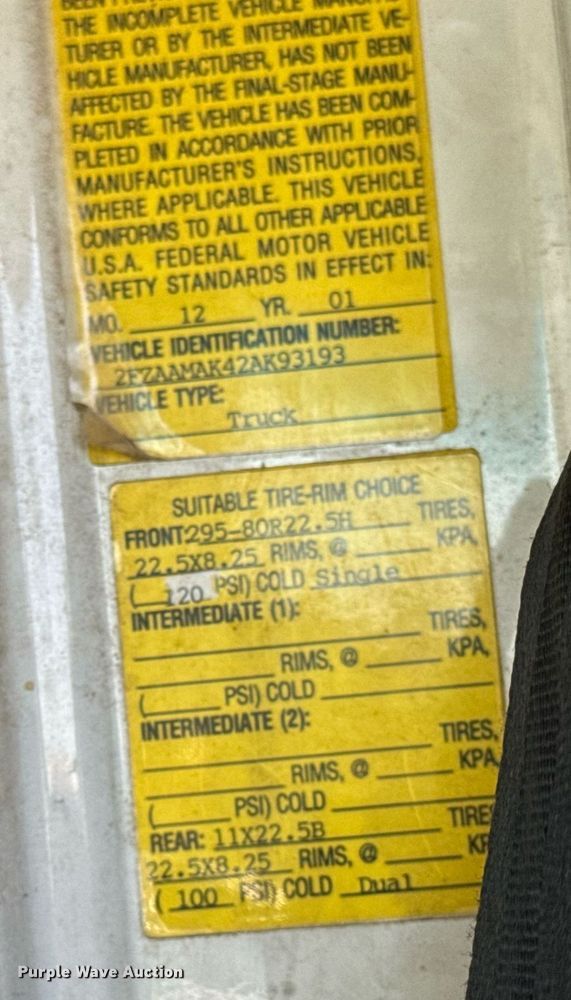 THE INCOMPLETE VEHICLE
TURER OR BY THE INTERMEDIATE VE-
HICLE MANUFACTURER, HAS NOT BEEN
AFFECTED BY THE FINAL-STAGE MANU-
FACTURE. THE VEHICLE HAS BEEN COM-
PLETED IN ACCORDANCE WITH PRIOR
MANUFACTURER'S INSTRUCTIONS,
WHERE APPLICABLE. THIS VEHICLE
CONFORMS TO ALL OTHER APPLICABLE
U.S.A. FEDERAL MOTOR VEHICLE
SAFETY STANDARDS IN EFFECT IN:
MO. 12 YR. 01
VEHICLE IDENTIFICATION NUMBER:
2FZAAMAK42AK93193
VEHICLE TYPE:
Truck
SUITABLE TIRE-RIM CHOICE
FRONT:295-80R22.5H TIRES,
22.5X8.25 RIMS, @ KPA,
( 120 PSI) COLD Single
INTERMEDIATE (1):
TIRES,
RIMS, @ KPA,
( PSI) COLD
INTERMEDIATE (2):
TIRES,
RIMS, @ KPA,
( PSI) COLD
REAR: 11X22.5B TIRE
22.5X8.25 RIMS, @ KP
( 100 PSI) COLD Dual
Purple Wave Auction